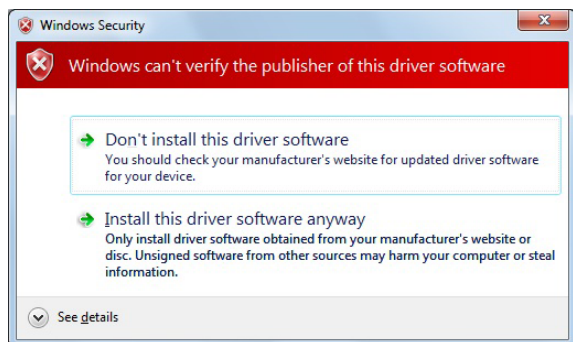 Windows Security
Windows can't verify the publisher of this driver software
Don't install this driver software
You should check your manufacturer's website for updated driver software
for your device.
Install this driver software anyway
Only install driver software obtained from your manufacturer's website or
disc. Unsigned software from other sources may harm your computer or steal
information.
See details